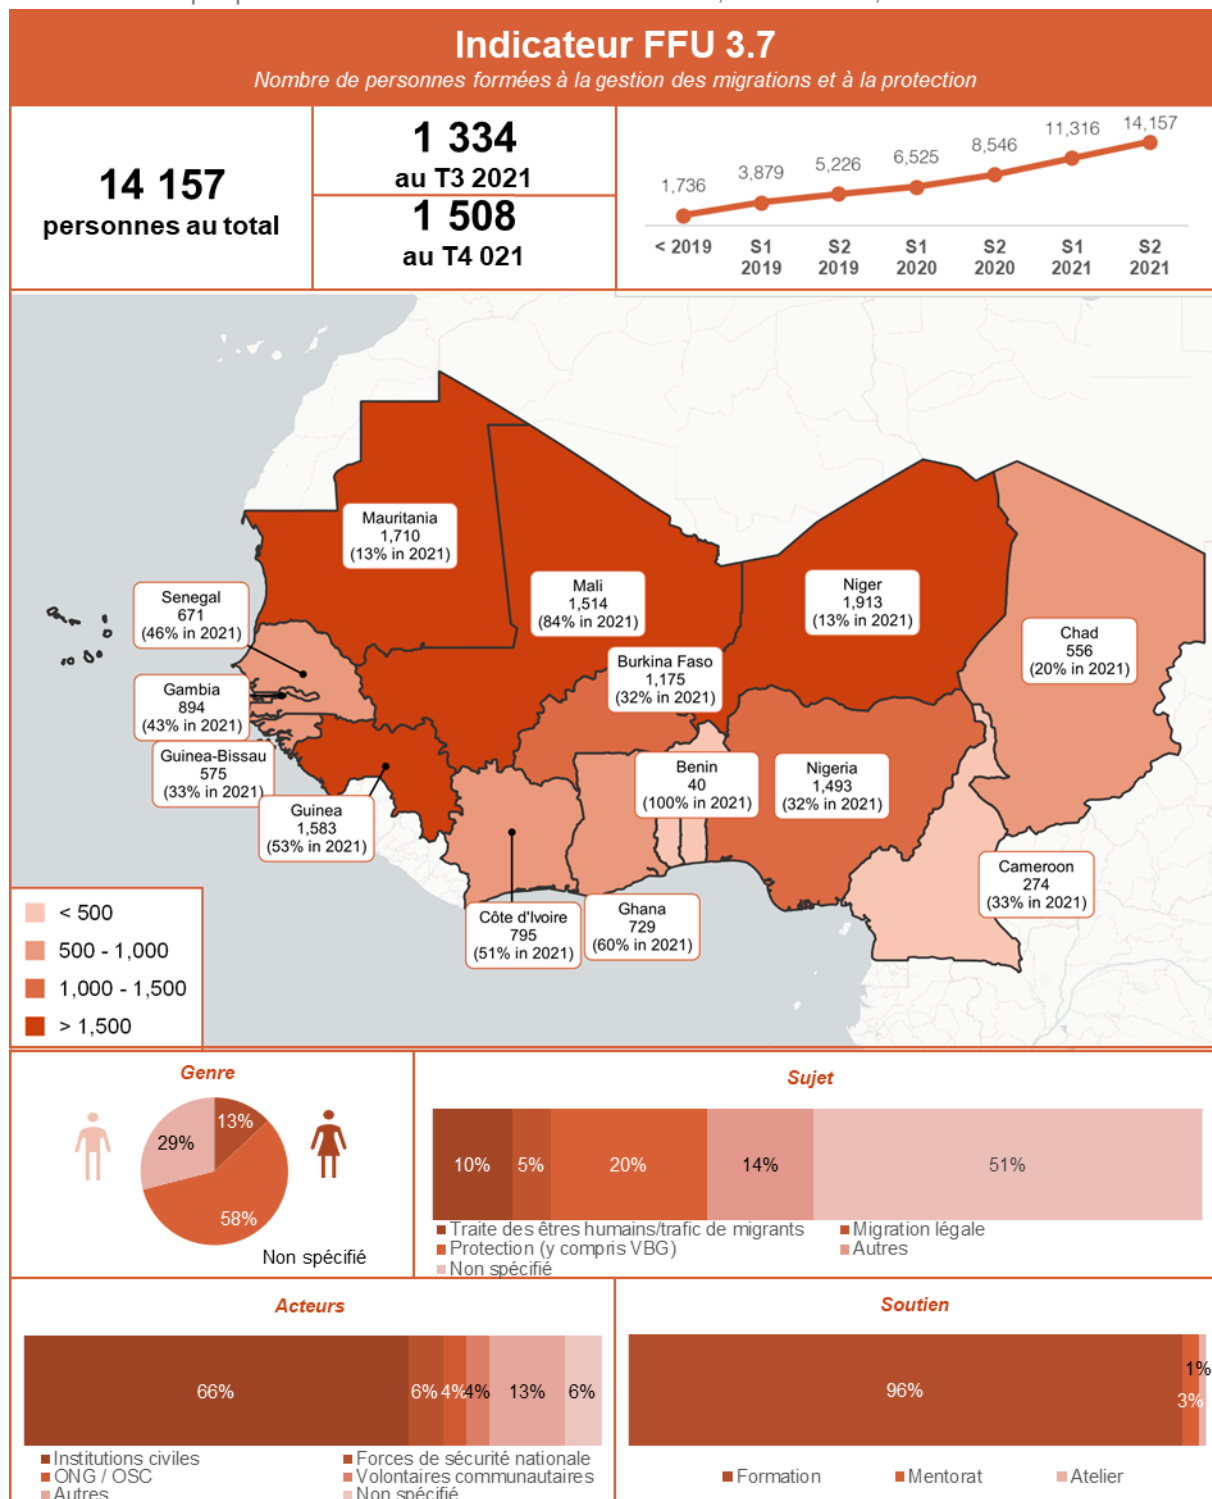 Indicateur FFU 3.7
Nombre de personnes formées à la gestion des migrations et à la protection
14 157
personnes au total
1 334
au T3 2021
1 508
au T4 021
1,736
3,879
5,226
6,525
8,546
11,316
14,157
< 2019
S1
2019
S2
2019
S1
2020
S2
2020
S1
2021
S2
2021
Mauritania
1,710
(13% in 2021)
Mali
1,514
(84% in 2021)
Niger
1,913
(13% in 2021)
Senegal
671
(46% in 2021)
Chad
556
(20% in 2021)
Burkina Faso
1,175
(32% in 2021)
Gambia
894
(43% in 2021)
Guinea-Bissau
575
(33% in 2021)
Benin
40
(100% in 2021)
Nigeria
1,493
(32% in 2021)
Guinea
1,583
(53% in 2021)
Cameroon
274
(33% in 2021)
Côte d'Ivoire
795
(51% in 2021)
Ghana
729
(60% in 2021)
< 500
500 - 1,000
1,000 - 1,500
> 1,500
Genre
13%
29%
58%
Non spécifié
Sujet
10%
5%
20%
14%
51%
Traite des êtres humains/trafic de migrants
Migration légale
Protection (y compris VBG)
Autres
Non spécifié
Acteurs
66%
6%
4%
4%
13%
6%
Institutions civiles
Forces de sécurité nationale
ONG / OSC
Volontaires communautaires
Autres
Non spécifié
Soutien
96%
3%
1%
Formation
Mentorat
Atelier